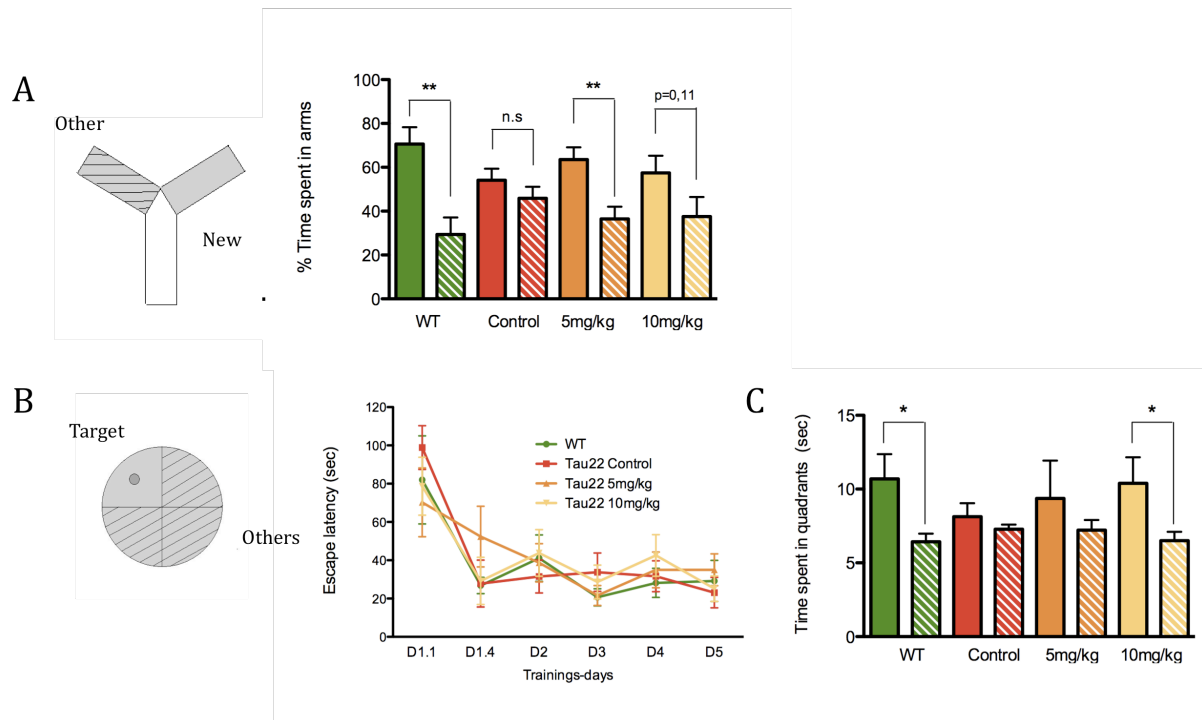 A
Other
New
.
% Time spent in arms
100
80
60
40
20
0
**
n.s
**
p=0,11
WT Control 5mg/kg 10mg/kg
B
Target
Others
Escape latency (sec)
120
100
80
60
40
20
0
WT
Tau22 Control
Tau22 5mg/kg
Tau22 10mg/kg
D1.1 D1.4 D2 D3 D4 D5
Trainings-days
C
Time spent in quadrants (sec)
15
10
5
0
*
*
WT Control 5mg/kg 10mg/kg